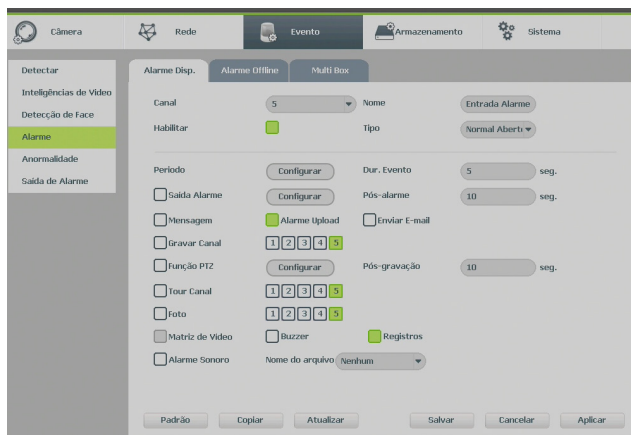 Câmera Rede Evento Armazenamento Sistema
Detectar
Inteligências de Video
Detecção de Face
Alarme
Anormalidade
Saída de Alarme
Alarme Disp. Alarme Offline Multi Box
Canal 5 Nome Entrada Alarme
Habilitar Tipo Normal Abert
Período Configurar Dur. Evento 5 seg.
Saída Alarme Configurar Pós-alarme 10 seg.
Mensagem Alarme Upload Enviar E-mail
Gravar Canal 1 2 3 4 5
Função PTZ Configurar Pós-gravação 10 seg.
Tour Canal 1 2 3 4 5
Foto 1 2 3 4 5
Matriz de Video Buzzer Registros
Alarme Sonoro Nome do arquivo Nenhum
Padrão Copiar Atualizar Salvar Cancelar Aplicar